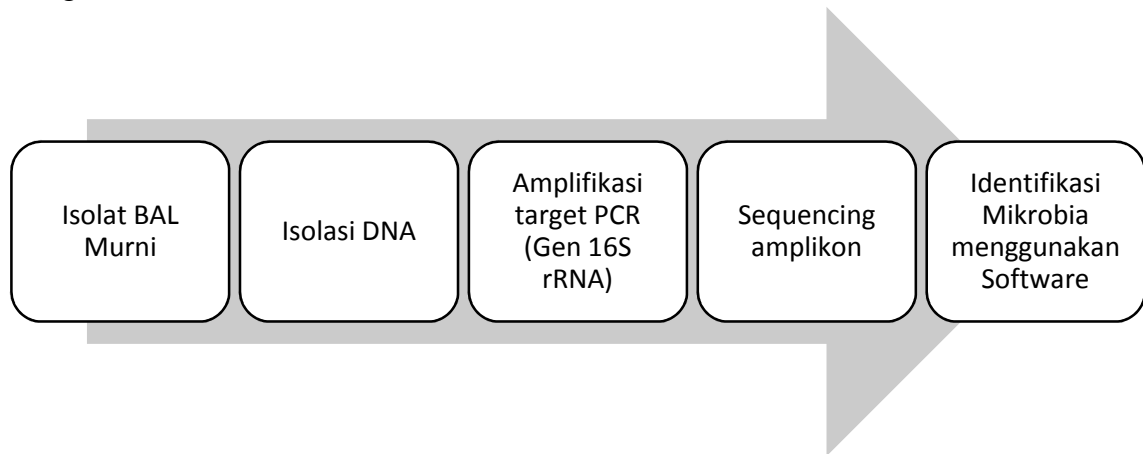 Isolat BAL
Murni
Isolasi DNA
Amplifikasi
target PCR
(Gen 16S
rRNA)
Sequencing
amplikon
Identifikasi
Mikrobia
menggunakan
Software